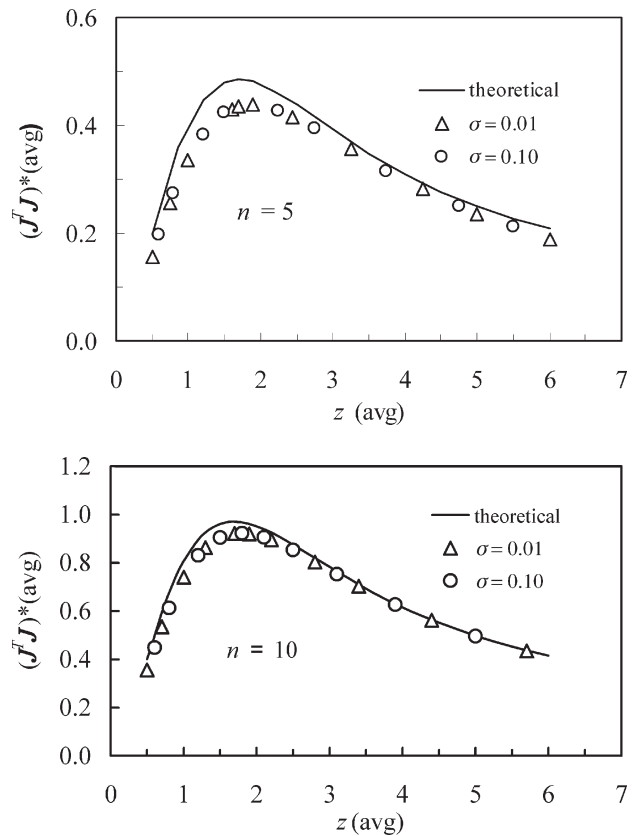 0.6
0.4
0.2
0.0
(JᵀJ)*(avg)
theoretical
σ = 0.01
σ = 0.10
n = 5
0 1 2 3 4 5 6 7
z (avg)
1.2
1.0
0.8
0.6
0.4
0.2
0.0
(JᵀJ)*(avg)
theoretical
σ = 0.01
σ = 0.10
n = 10
0 1 2 3 4 5 6 7
z (avg)